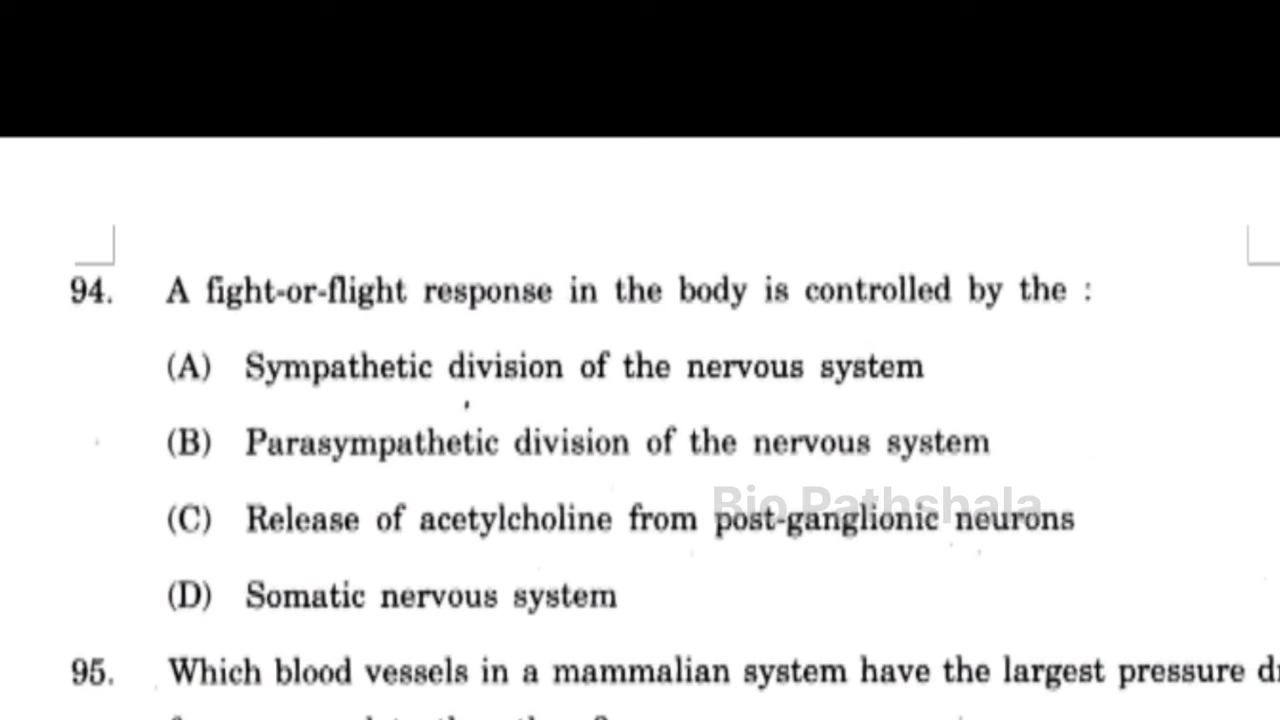 94. A fight-or-flight response in the body is controlled by the :
(A) Sympathetic division of the nervous system
(B) Parasympathetic division of the nervous system
Bio Pathshala
(C) Release of acetylcholine from post-ganglionic neurons
(D) Somatic nervous system
95. Which blood vessels in a mammalian system have the largest pressure